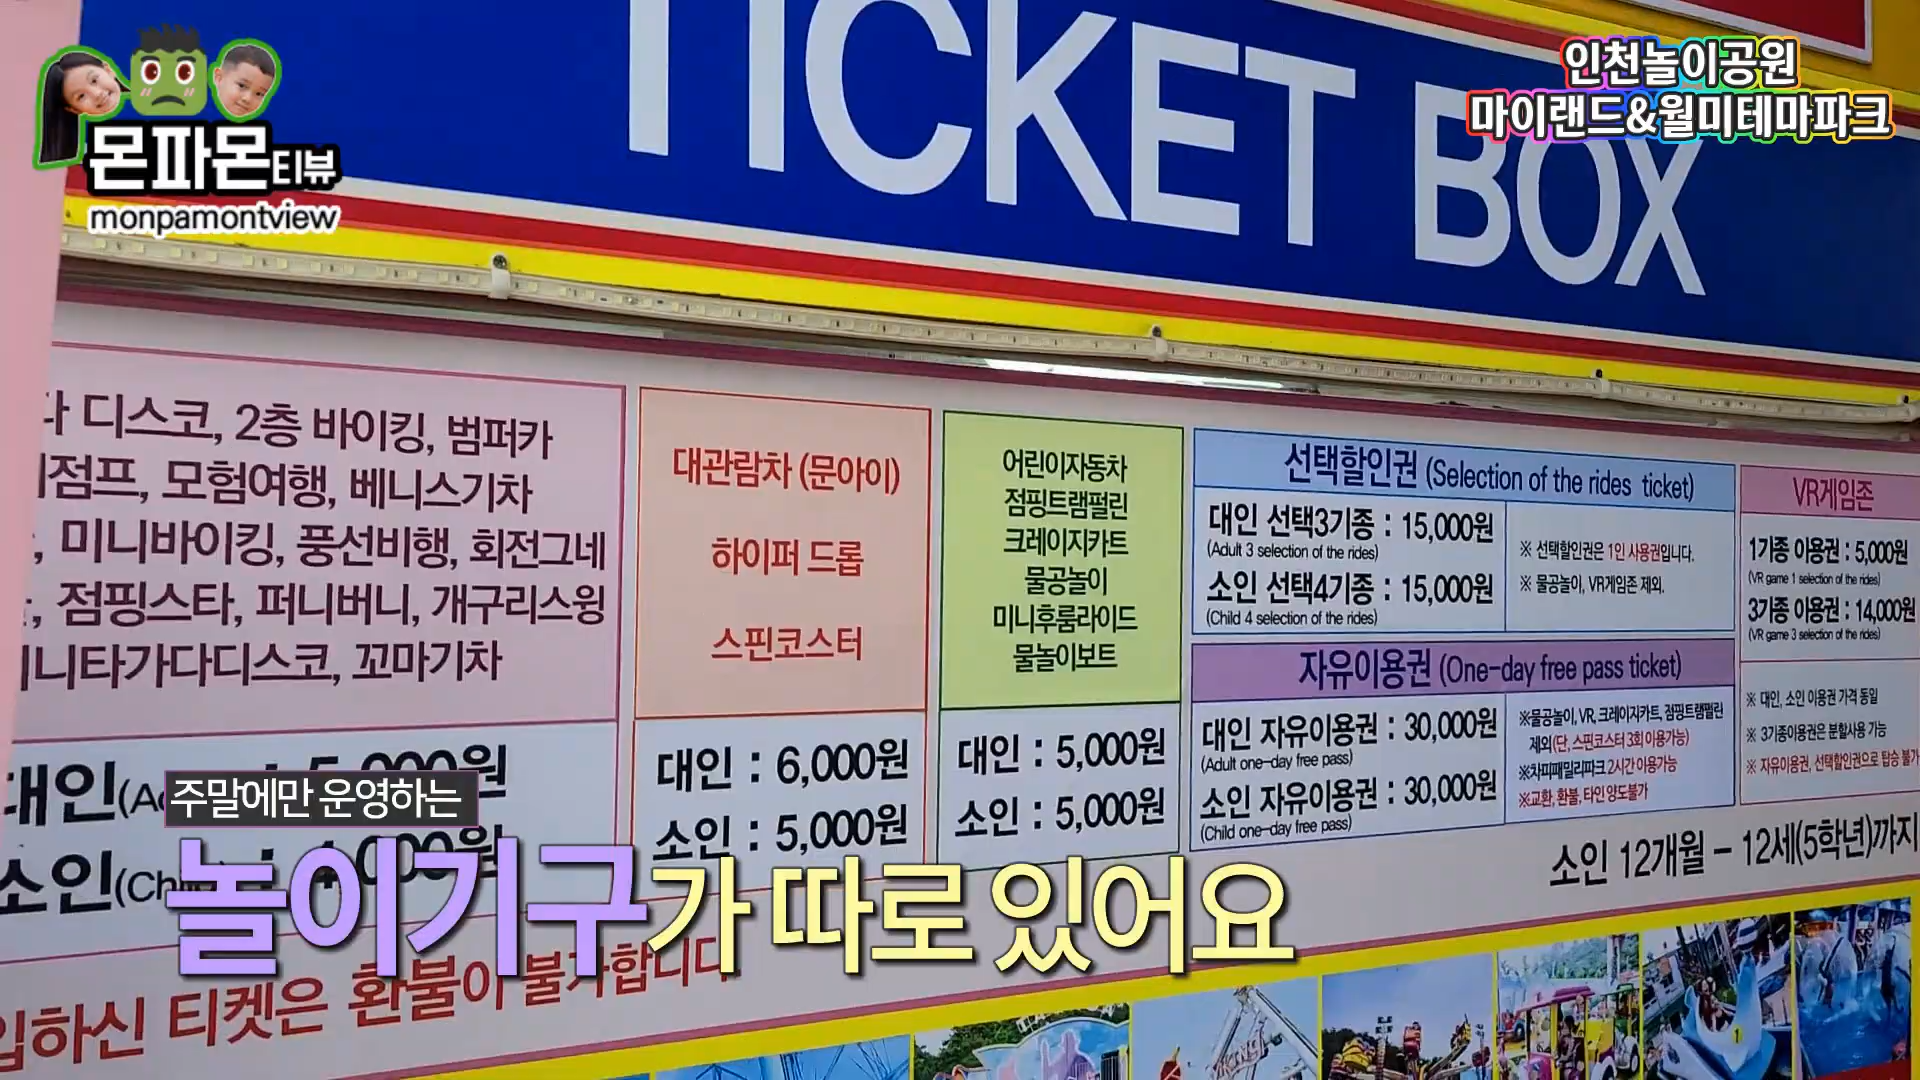 몬파몬티뷰
monpamontview
인천놀이공원
마이랜드&월미테마파크
TICKET BOX
디스코, 2층 바이킹, 범퍼카
점프, 모험여행, 베니스기차
미니바이킹, 풍선비행, 회전그네
점핑스타, 퍼니버니, 개구리스윙
니타가다디스코, 꼬마기차
대인
소인
대관람차 (문아이)
하이퍼 드롭
스핀코스터
대인 : 6,000원
소인 : 5,000원
어린이자동차
점핑트램펄린
크레이지카트
물공놀이
미니후룸라이드
물놀이보트
대인 : 5,000원
소인 : 5,000원
선택할인권 (Selection of the rides ticket)
대인 선택3기종 : 15,000원
(Adult 3 selection of the rides)
소인 선택4기종 : 15,000원
(Child 4 selection of the rides)
※ 선택할인권은 1인 사용권입니다.
※ 물공놀이, VR게임존 제외.
자유이용권 (One-day free pass ticket)
대인 자유이용권 : 30,000원
(Adult one-day free pass)
소인 자유이용권 : 30,000원
(Child one-day free pass)
※물공놀이, VR, 크레이지카트, 점핑트램펄린
제외(단, 스핀코스터 3회 이용가능)
※차피패밀리파크 2시간 이용가능
※교환, 환불, 타인 양도불가
VR게임존
1기종 이용권 : 5,000원
(VR game 1 selection of the rides)
3기종 이용권 : 14,000원
(VR game 3 selection of the rides)
※ 대인, 소인 이용권 가격 동일
※ 3기종이용권은 분할사용 가능
※ 자유이용권, 선택할인권으로 탑승 불가
소인 12개월 - 12세(5학년)까지
입하신 티켓은 환불이 불가합니다
주말에만 운영하는
놀이기구가 따로 있어요